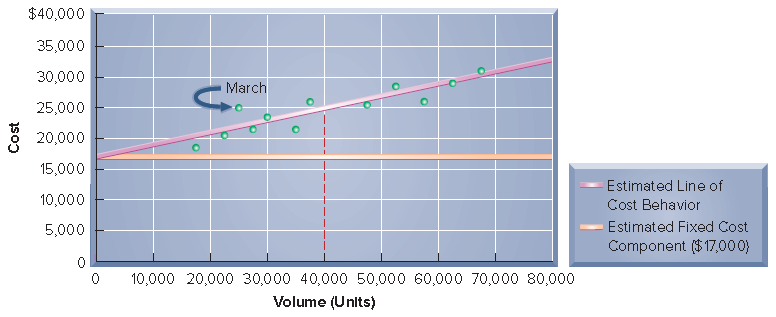 $40,000
35,000
30,000
25,000
20,000
15,000
10,000
5,000
0
Cost
March
0 10,000 20,000 30,000 40,000 50,000 60,000 70,000 80,000
Volume (Units)
Estimated Line of
Cost Behavior
Estimated Fixed Cost
Component ($17,000)